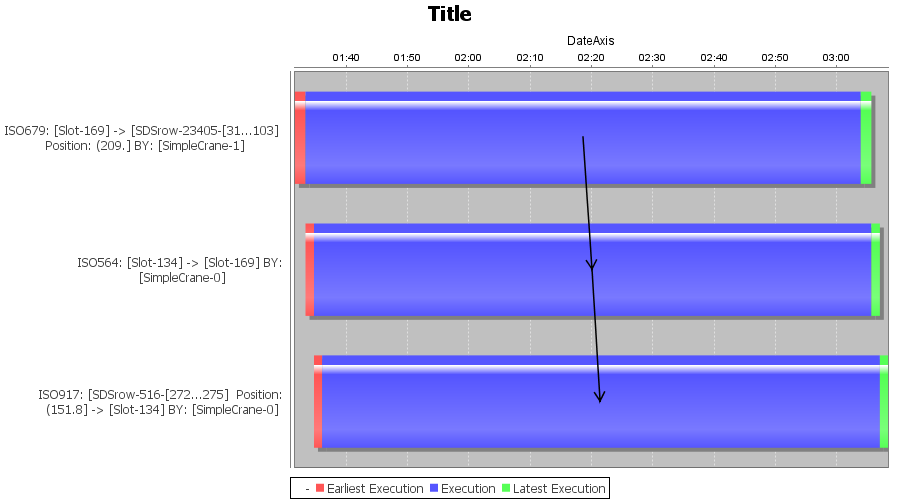 Title
DateAxis
01:40 01:50 02:00 02:10 02:20 02:30 02:40 02:50 03:00
ISO679: [Slot-169] -> [SDSrow-23405-[31...103]
Position: (209.] BY: [SimpleCrane-1]
ISO564: [Slot-134] -> [Slot-169] BY:
[SimpleCrane-0]
ISO917: [SDSrow-516-[272...275] Position:
(151.8] -> [Slot-134] BY: [SimpleCrane-0]
- Earliest Execution Execution Latest Execution